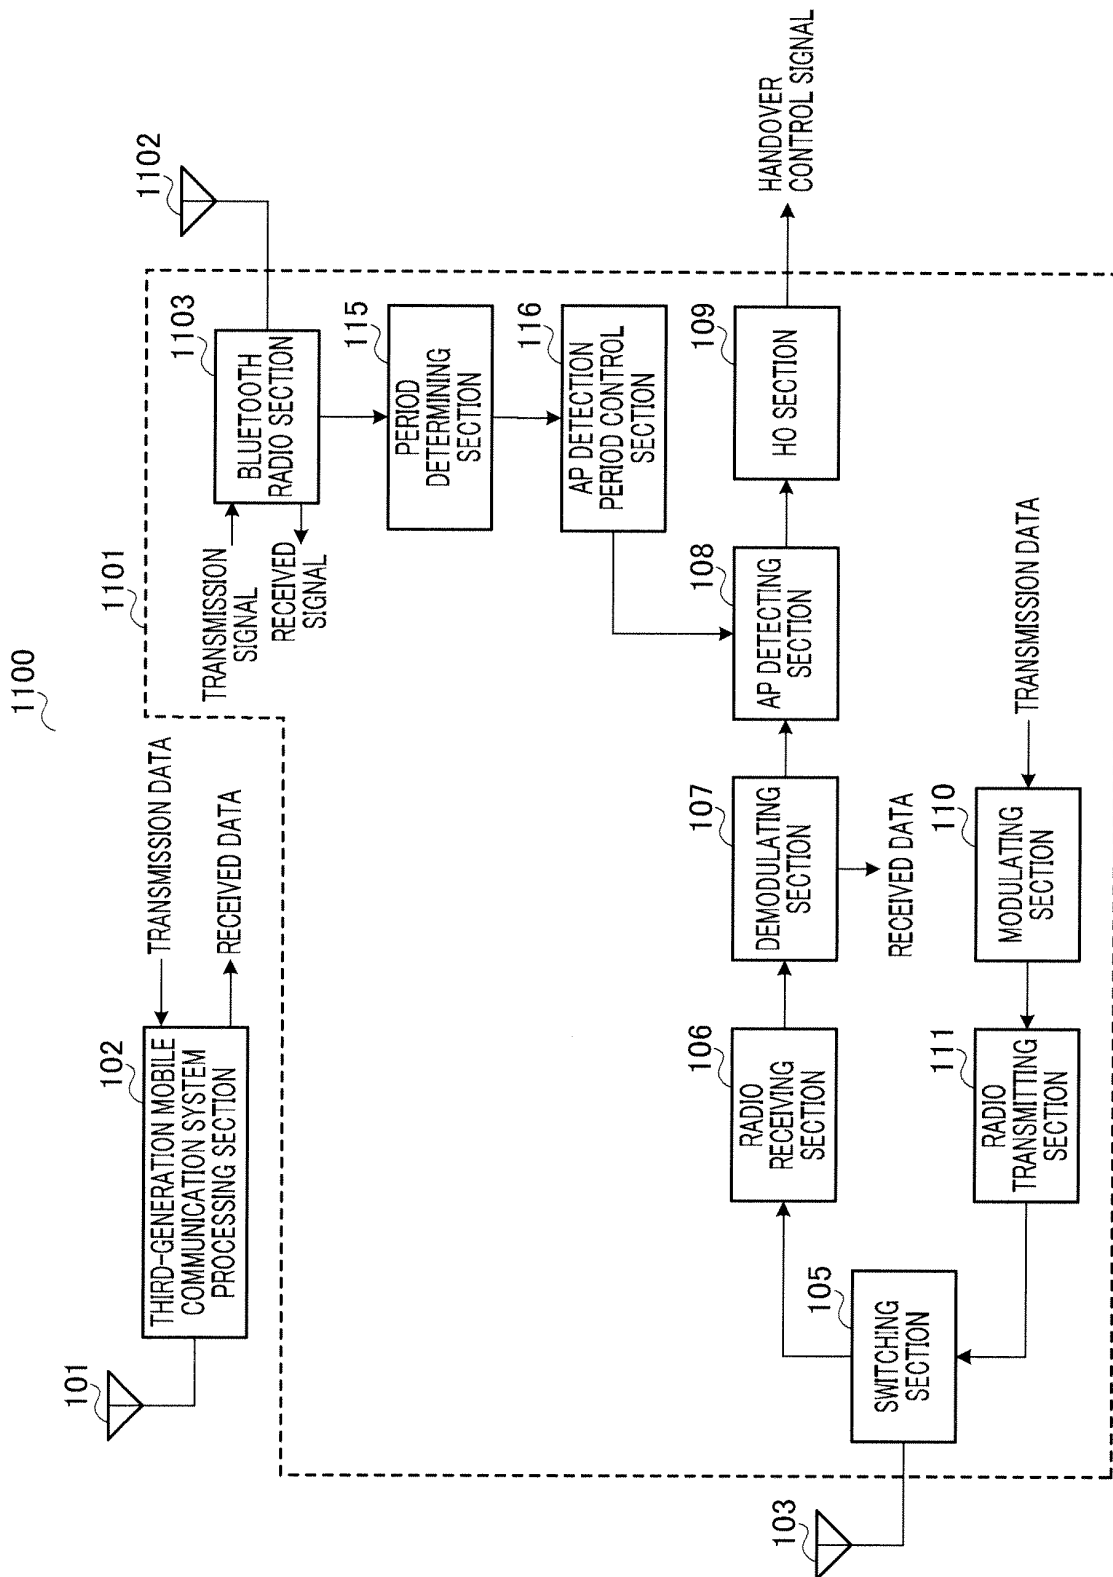 1100
101
102
THIRD-GENERATION MOBILE
COMMUNICATION SYSTEM
PROCESSING SECTION
TRANSMISSION DATA
RECEIVED DATA
1101
TRANSMISSION
SIGNAL
RECEIVED
SIGNAL
1103
BLUETOOTH
RADIO SECTION
1102
115
PERIOD
DETERMINING
SECTION
116
AP DETECTION
PERIOD CONTROL
SECTION
103
105
SWITCHING
SECTION
106
RADIO
RECEIVING
SECTION
107
DEMODULATING
SECTION
RECEIVED DATA
108
AP DETECTING
SECTION
109
HO SECTION
HANDOVER
CONTROL SIGNAL
111
RADIO
TRANSMITTING
SECTION
110
MODULATING
SECTION
TRANSMISSION DATA